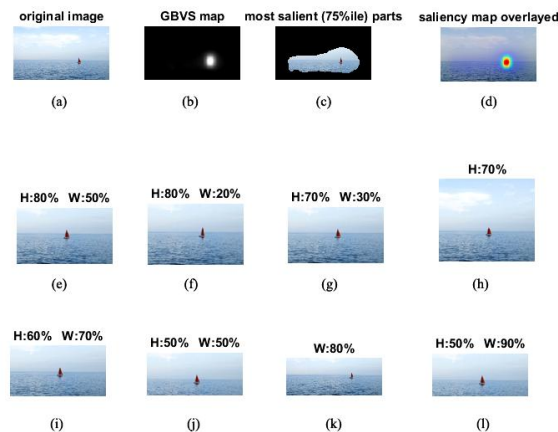 original image
GBVS map
most salient (75%ile) parts
saliency map overlayed
(a)
(b)
(c)
(d)
H:80% W:50%
H:80% W:20%
H:70% W:30%
H:70%
(e)
(f)
(g)
(h)
H:60% W:70%
H:50% W:50%
W:80%
H:50% W:90%
(i)
(j)
(k)
(l)